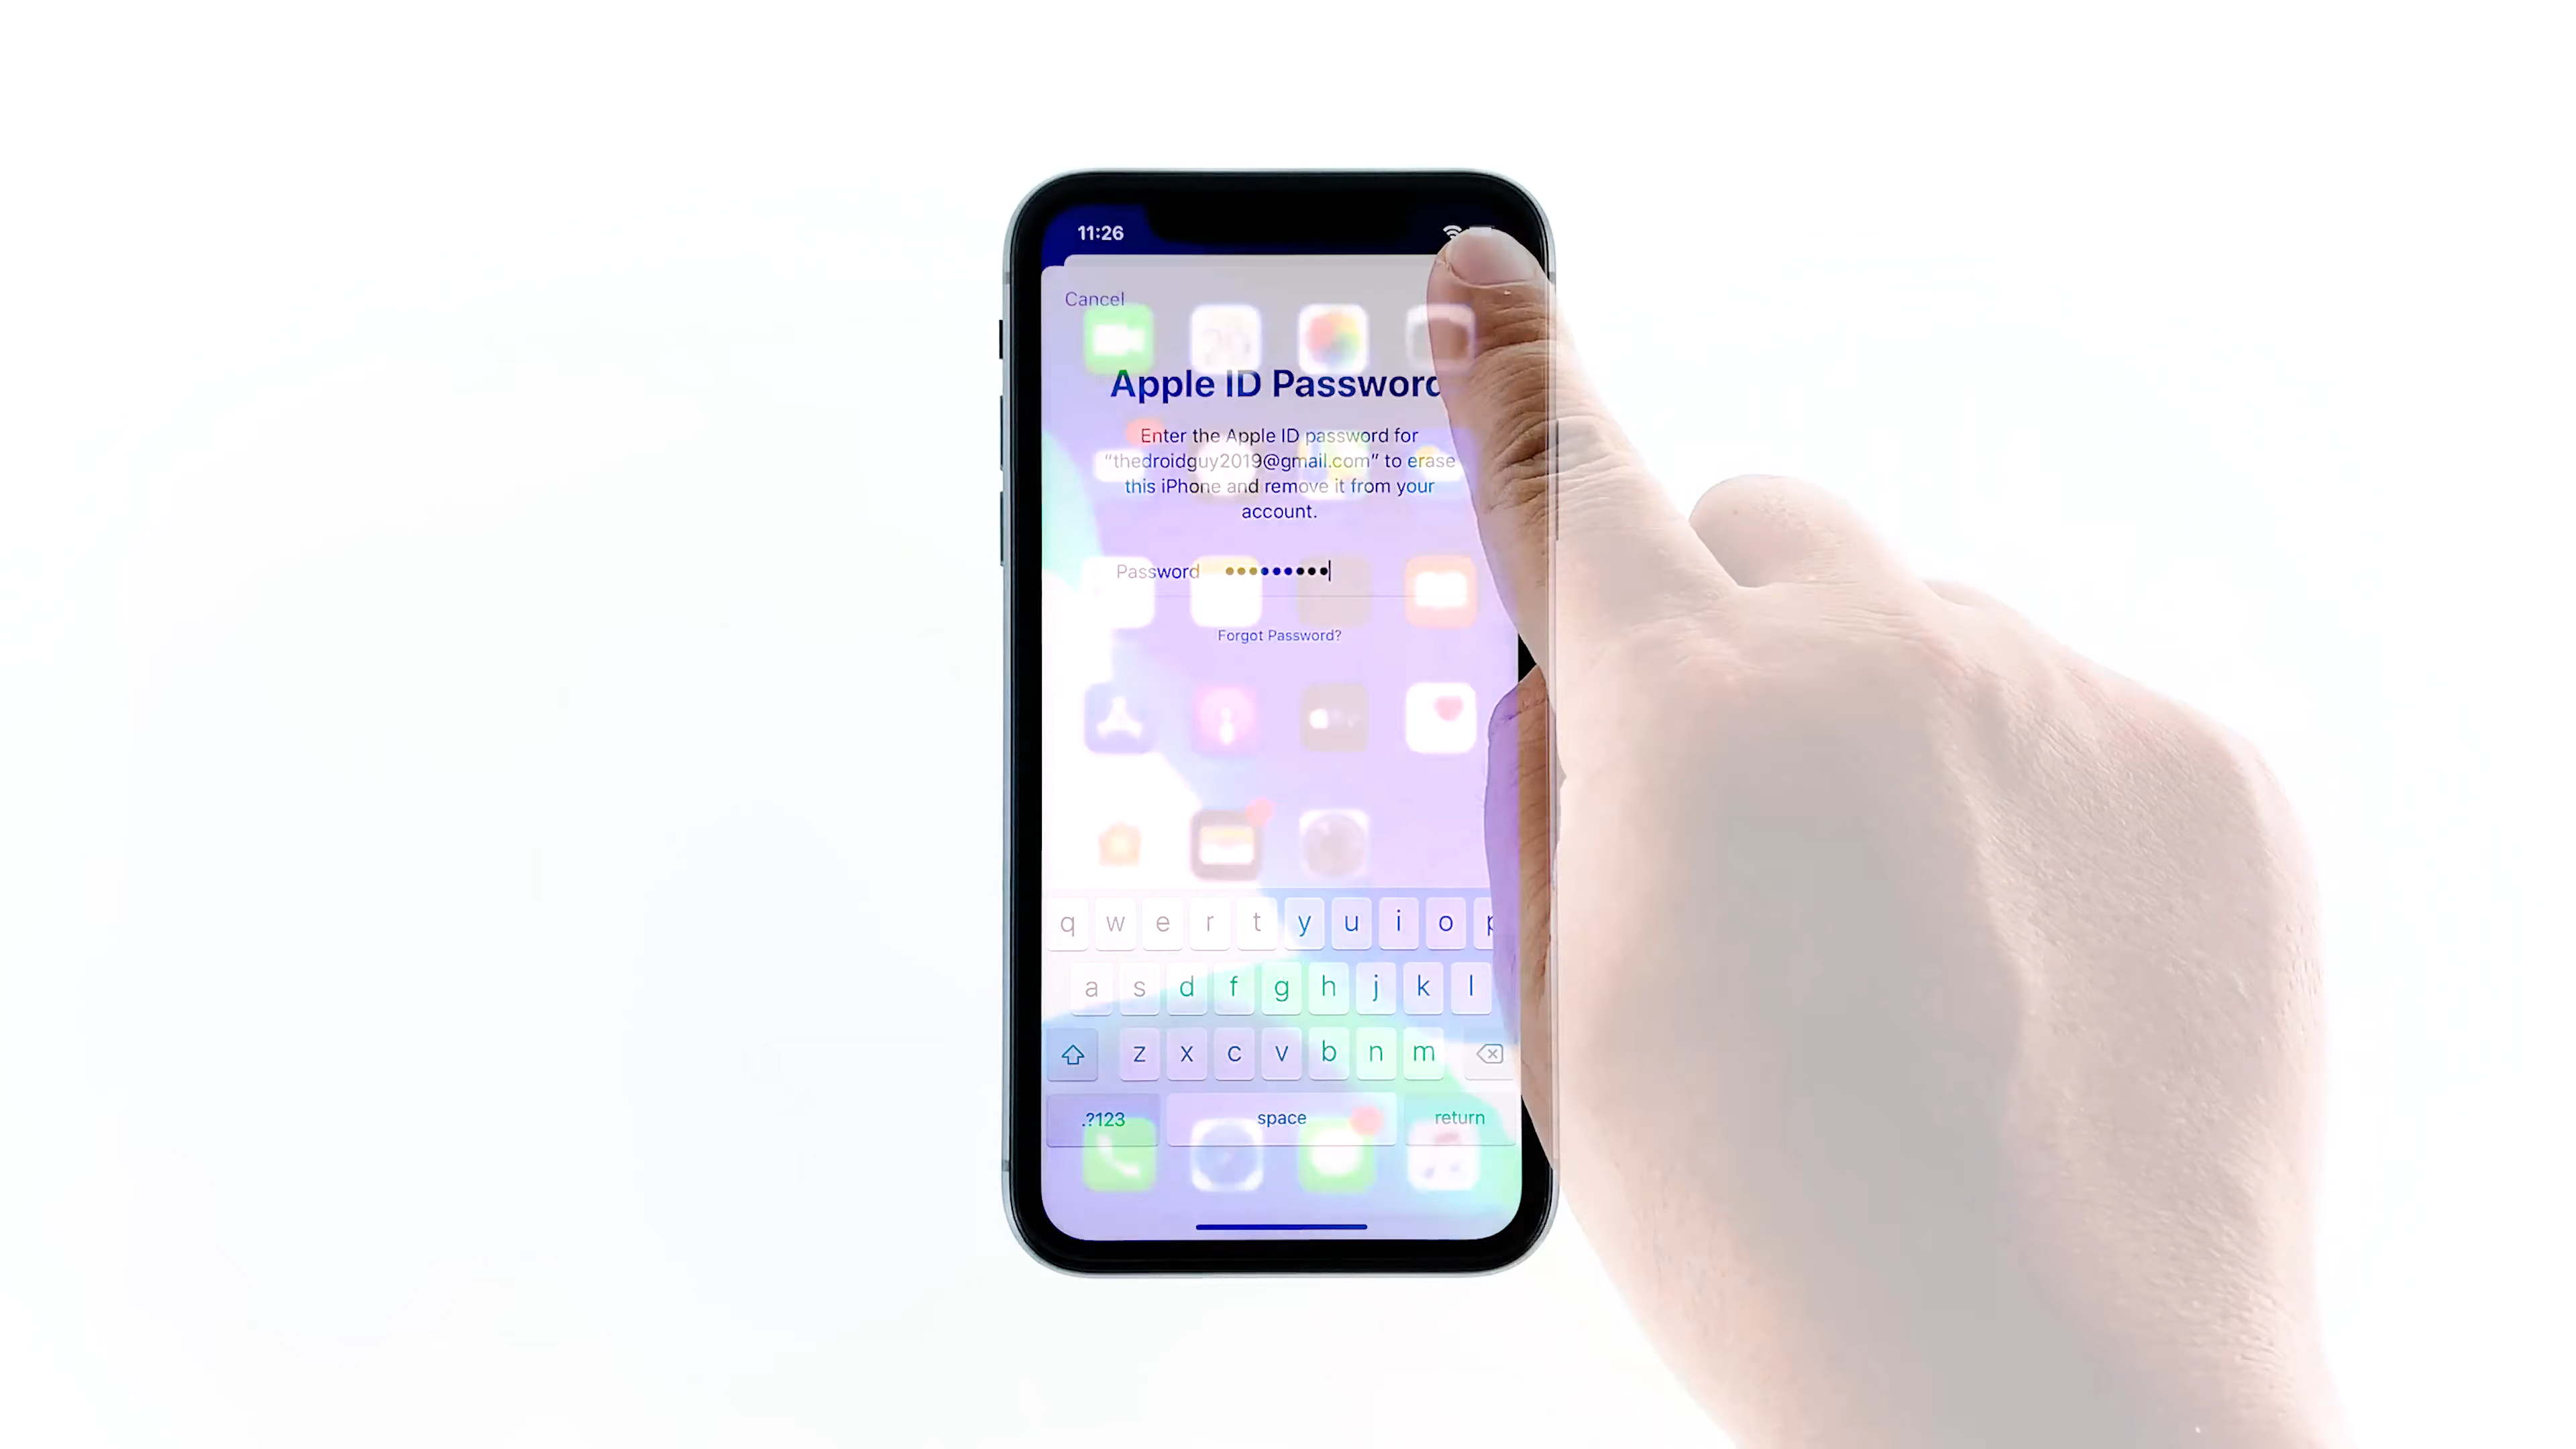 11:26
Cancel
Apple ID Password
Enter the Apple ID password for
“thedroidguy2019@gmail.com” to erase
this iPhone and remove it from your
account.
Password
Forgot Password?
q w e r t y u i o p
a s d f g h j k l
z x c v b n m
.?123 space return